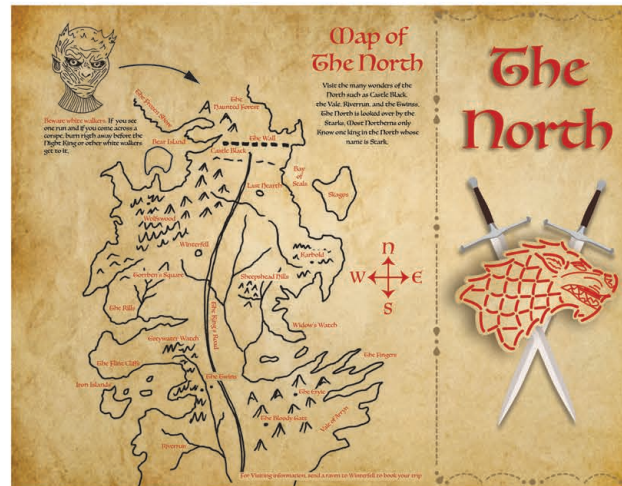 Map of
The North
Visit the many wonders of the
North such as Castle Black,
the Vale, Riverrun, and the Twins.
The North is looked over by the
Starks. Most Northerns only
Know one king in the North whose
name is Stark.
The
North
Beware white walkers. If you see
one run and if you come across a
corpse, burn it before the
Night King or other white walkers
get to it.
The Frozen Shore
The
Haunted Forest
Bear Island
The Wall
Castle Black
Bay
of
Seals
Last Hearth
Skagos
Wolfswood
Winterfell
Karhold
Torrhen's Square
Sheepshead Hills
N
W
E
S
The Rills
The King's Road
Widow's Watch
Greywater Watch
The Flint Cliffs
The Fingers
Iron Islands
The Twins
The Eyrie
The Bloody Gate
Vale of Arryn
Riverrun
For Visiting information, send a raven to Winterfell to book your trip